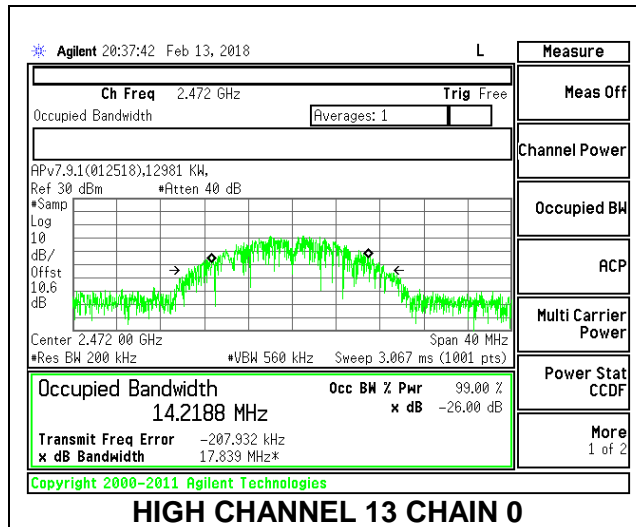 Agilent 20:37:42 Feb 13, 2018 L
Measure
Ch Freq 2.472 GHz Trig Free
Occupied Bandwidth Averages: 1
APv7.9.1(012518),12981 KW,
Ref 30 dBm #Atten 40 dB
#Samp
Log
10
dB/
Offst
10.6
dB
Center 2.472 00 GHz Span 40 MHz
#Res BW 200 kHz #VBW 560 kHz Sweep 3.067 ms (1001 pts)
Occupied Bandwidth Occ BW % Pwr 99.00 %
14.2188 MHz x dB -26.00 dB
Transmit Freq Error -207.932 kHz
x dB Bandwidth 17.839 MHz*
Copyright 2000-2011 Agilent Technologies
Meas Off
Channel Power
Occupied BW
ACP
Multi Carrier
Power
Power Stat
CCDF
More
1 of 2
HIGH CHANNEL 13 CHAIN 0